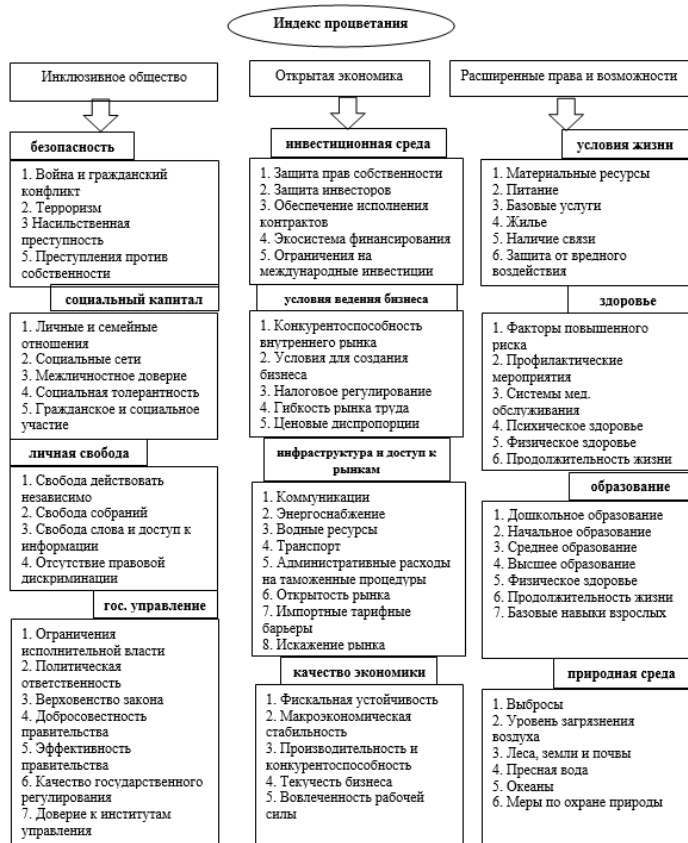 Индекс процветания
Инклюзивное общество
безопасность
1. Война и гражданский
конфликт
2. Терроризм
3 Насильственная
преступность
5. Преступления против
собственности
социальный капитал
1. Личные и семейные
отношения
2. Социальные сети
3. Межличностное доверие
4. Социальная толерантность
5. Гражданское и социальное
участие
личная свобода
1. Свобода действовать
независимо
2. Свобода собраний
3. Свобода слова и доступ к
информации
4. Отсутствие правовой
дискриминации
гос. управление
1. Ограничения
исполнительной власти
2. Политическая
ответственность
3. Верховенство закона
4. Добросовестность
правительства
5. Эффективность
правительства
6. Качество государственного
регулирования
7. Доверие к институтам
управления
Открытая экономика
инвестиционная среда
1. Защита прав собственности
2. Защита инвесторов
3. Обеспечение исполнения
контрактов
4. Экосистема финансирования
5. Ограничения на
международные инвестиции
условия ведения бизнеса
1. Конкурентоспособность
внутреннего рынка
2. Условия для создания
бизнеса
3. Налоговое регулирование
4. Гибкость рынка труда
5. Ценовые диспропорции
инфраструктура и доступ к
рынкам
1. Коммуникации
2. Энергоснабжение
3. Водные ресурсы
4. Транспорт
5. Административные расходы
на таможенные процедуры
6. Открытость рынка
7. Импортные тарифные
барьеры
8. Искажение рынка
качество экономики
1. Фискальная устойчивость
2. Макроэкономическая
стабильность
3. Производительность и
конкурентоспособность
4. Текучесть бизнеса
5. Вовлеченность рабочей
силы
Расширенные права и возможности
условия жизни
1. Материальные ресурсы
2. Питание
3. Базовые услуги
4. Жилье
5. Наличие связи
6. Защита от вредного
воздействия
здоровье
1. Факторы повышенного
риска
2. Профилактические
мероприятия
3. Системы мед.
обслуживания
4. Психическое здоровье
5. Физическое здоровье
6. Продолжительность жизни
образование
1. Дошкольное образование
2. Начальное образование
3. Среднее образование
4. Высшее образование
5. Физическое здоровье
6. Продолжительность жизни
7. Базовые навыки взрослых
природная среда
1. Выбросы
2. Уровень загрязнения
воздуха
3. Леса, земли и почвы
4. Пресная вода
5. Океаны
6. Меры по охране природы